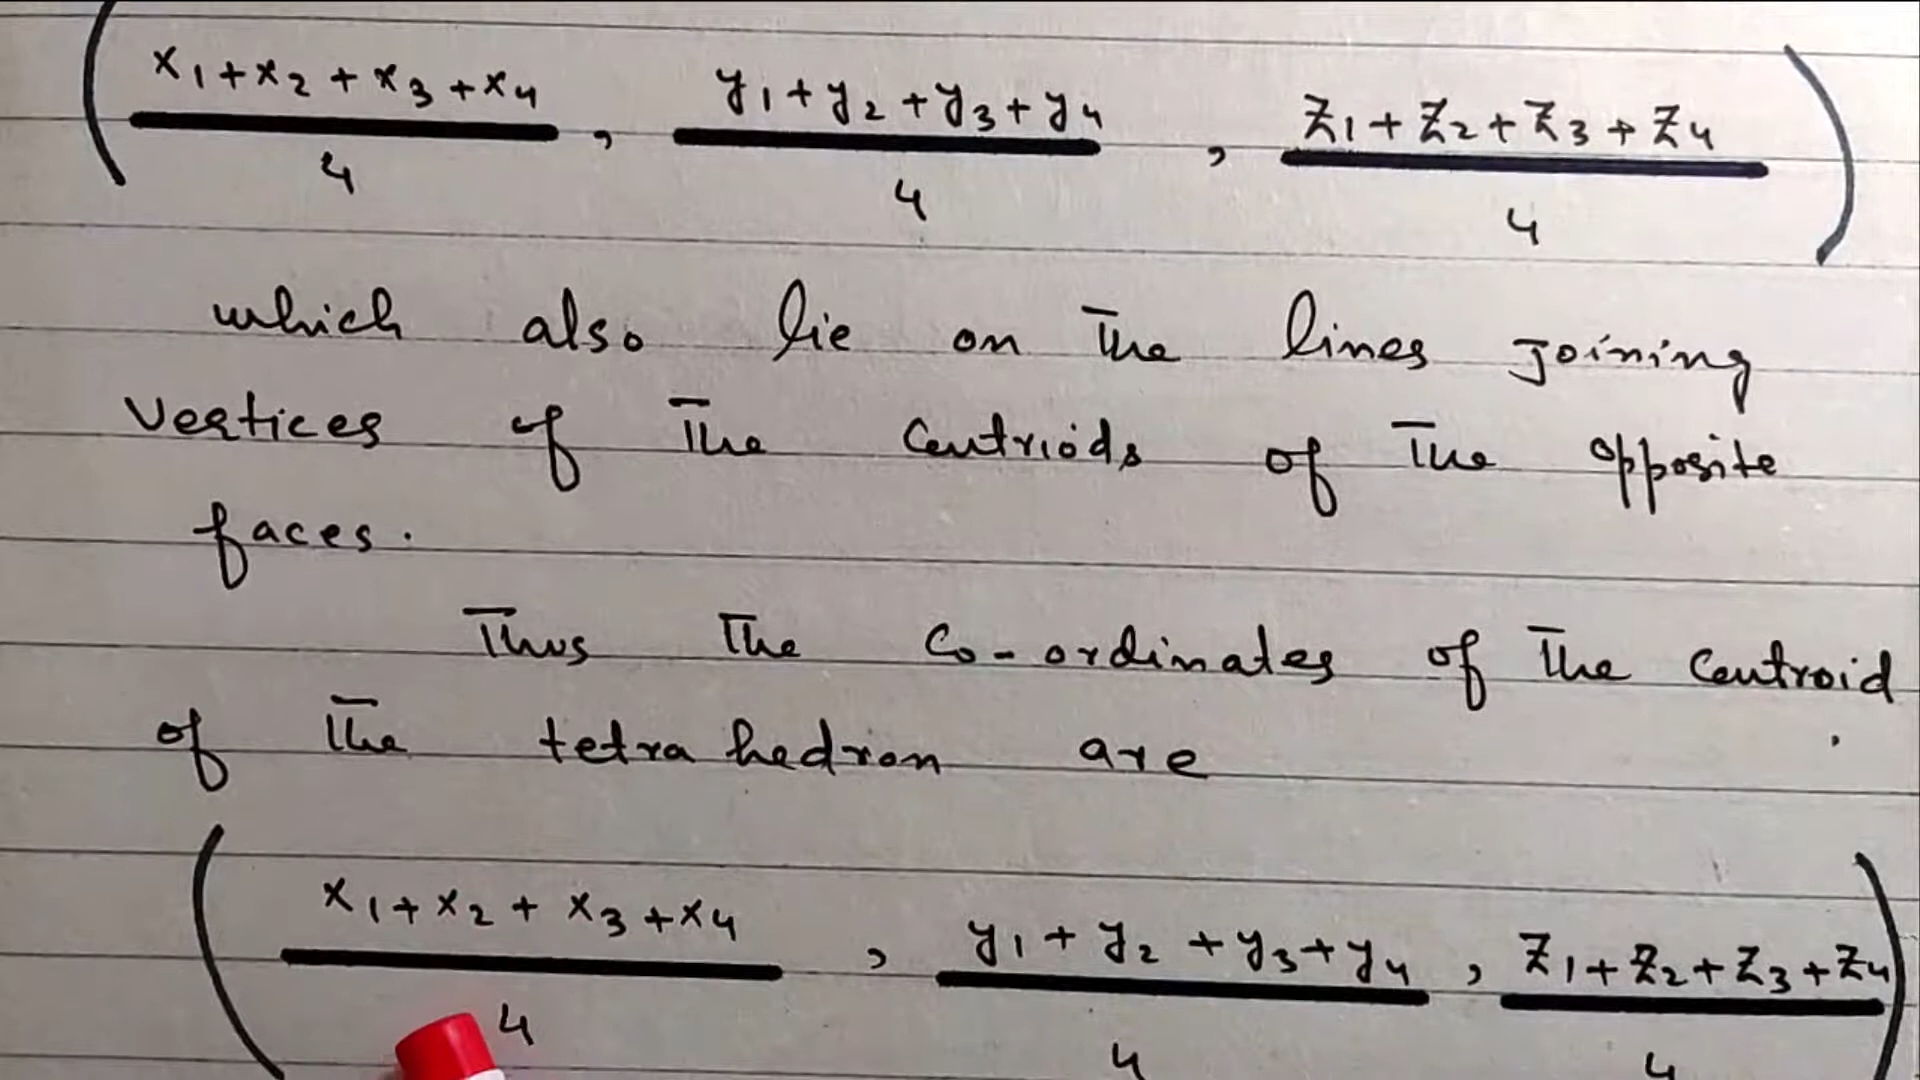 ( x₁+x₂+x₃+x₄ / 4 , y₁+y₂+y₃+y₄ / 4 , z₁+z₂+z₃+z₄ / 4 )
which also lie on the lines joining
vertices of the centriods of the opposite
faces.
Thus the co-ordinates of the centroid
of the tetra hedron are
( x₁+x₂+x₃+x₄ / 4 , y₁+y₂+y₃+y₄ / 4 , z₁+z₂+z₃+z₄ / 4 )